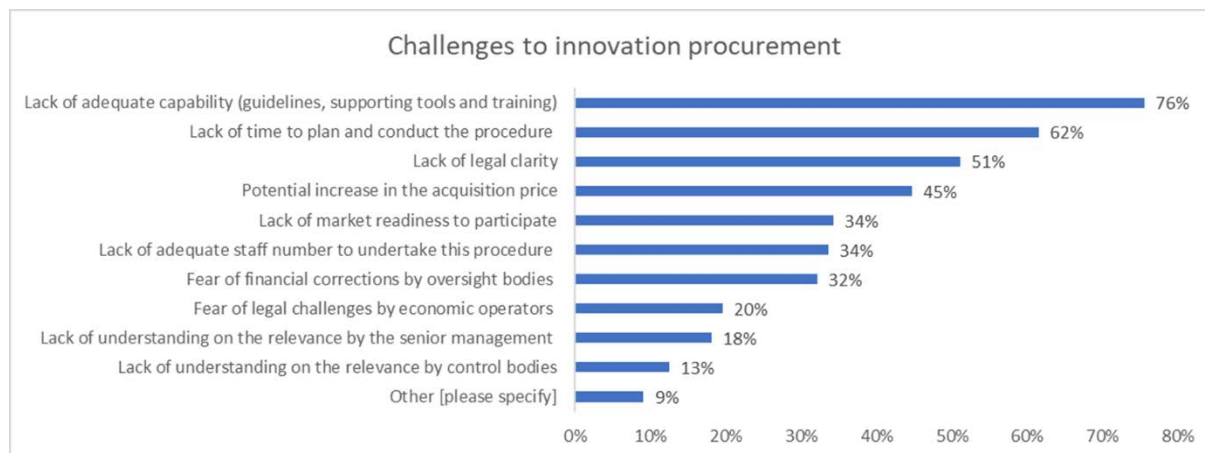 Challenges to innovation procurement
Lack of adequate capability (guidelines, supporting tools and training) 76%
Lack of time to plan and conduct the procedure 62%
Lack of legal clarity 51%
Potential increase in the acquisition price 45%
Lack of market readiness to participate 34%
Lack of adequate staff number to undertake this procedure 34%
Fear of financial corrections by oversight bodies 32%
Fear of legal challenges by economic operators 20%
Lack of understanding on the relevance by the senior management 18%
Lack of understanding on the relevance by control bodies 13%
Other [please specify] 9%
0% 10% 20% 30% 40% 50% 60% 70% 80%